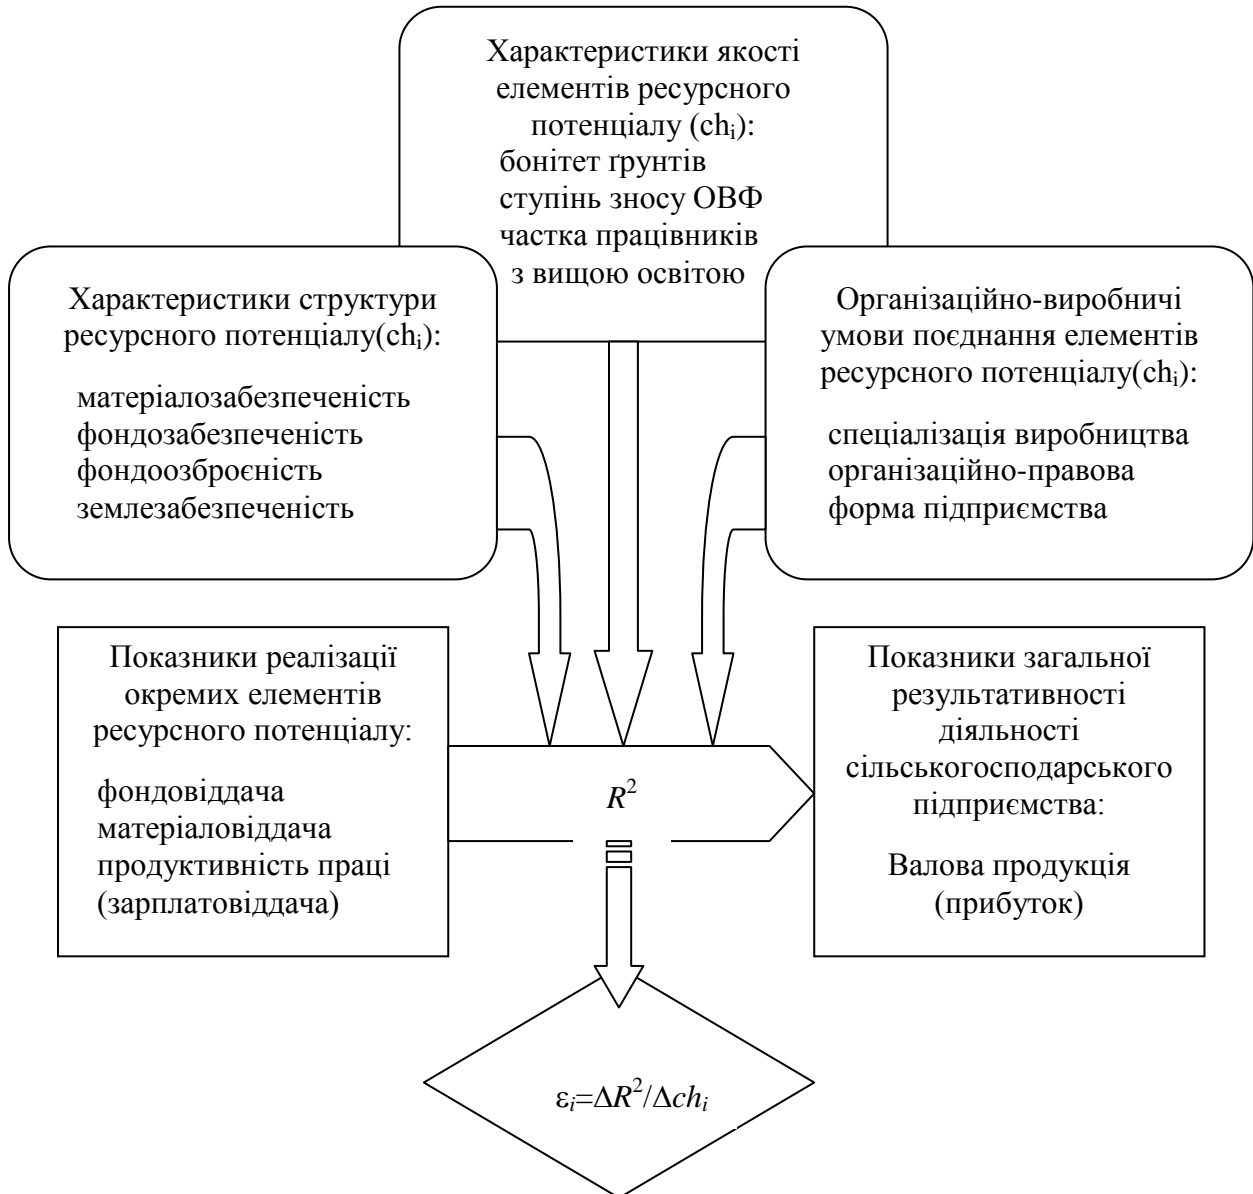 Характеристики якості
елементів ресурсного
потенціалу (chi):
бонітет ґрунтів
ступінь зносу ОВФ
частка працівників
з вищою освітою
Характеристики структури
ресурсного потенціалу(chi):
матеріалозабезпеченість
фондозабезпеченість
фондоозброєність
землезабезпеченість
Організаційно-виробничі
умови поєднання елементів
ресурсного потенціалу(chi):
спеціалізація виробництва
організаційно-правова
форма підприємства
Показники реалізації
окремих елементів
ресурсного потенціалу:
фондовіддача
матеріаловіддача
продуктивність праці
(зарплатовіддача)
R²
Показники загальної
результативності
діяльності
сільськогосподарського
підприємства:
Валова продукція
(прибуток)
εi=ΔR²/Δchi